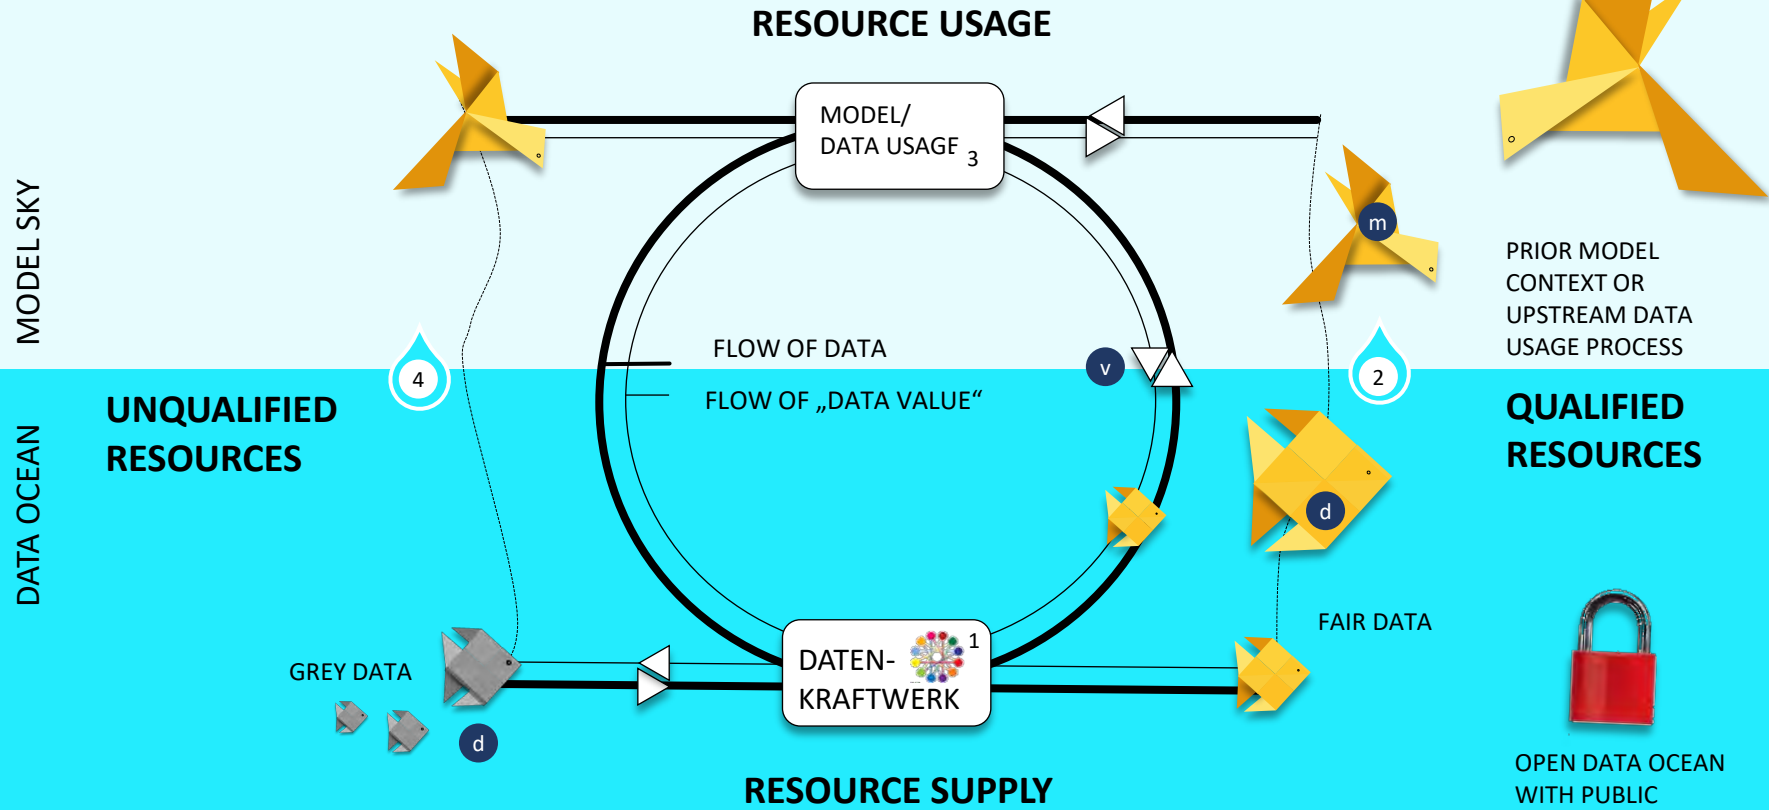 RESOURCE USAGE
MODEL/
DATA USAGE 3
MODEL SKY
m
PRIOR MODEL
CONTEXT OR
UPSTREAM DATA
USAGE PROCESS
FLOW OF DATA
v
4
2
FLOW OF „DATA VALUE“
UNQUALIFIED
RESOURCES
QUALIFIED
RESOURCES
DATA OCEAN
d
FAIR DATA
GREY DATA
DATEN- 1
KRAFTWERK
d
OPEN DATA OCEAN
WITH PUBLIC
RESOURCE SUPPLY